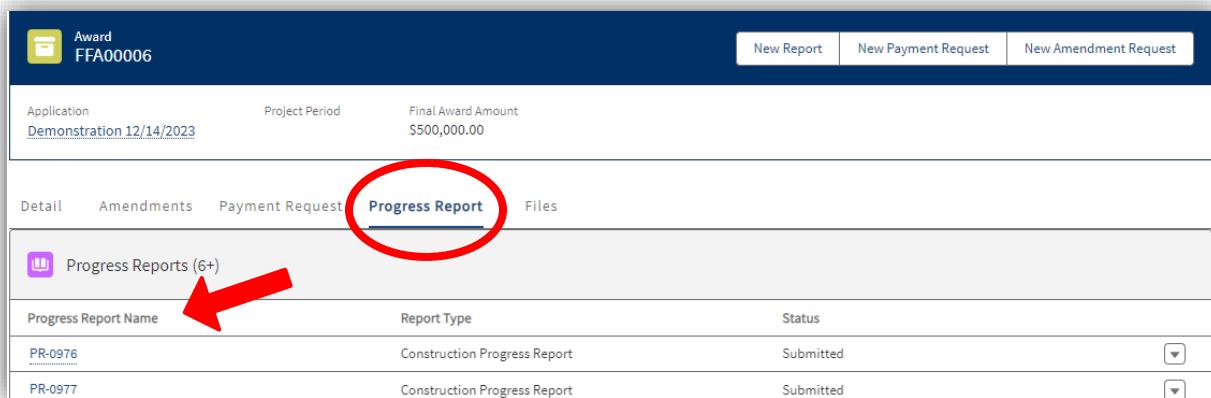 Award
FFA00006
New Report New Payment Request New Amendment Request
Application Project Period Final Award Amount
Demonstration 12/14/2023 $500,000.00
Detail Amendments Payment Request Progress Report Files
Progress Reports (6+)
Progress Report Name Report Type Status
PR-0976 Construction Progress Report Submitted
PR-0977 Construction Progress Report Submitted